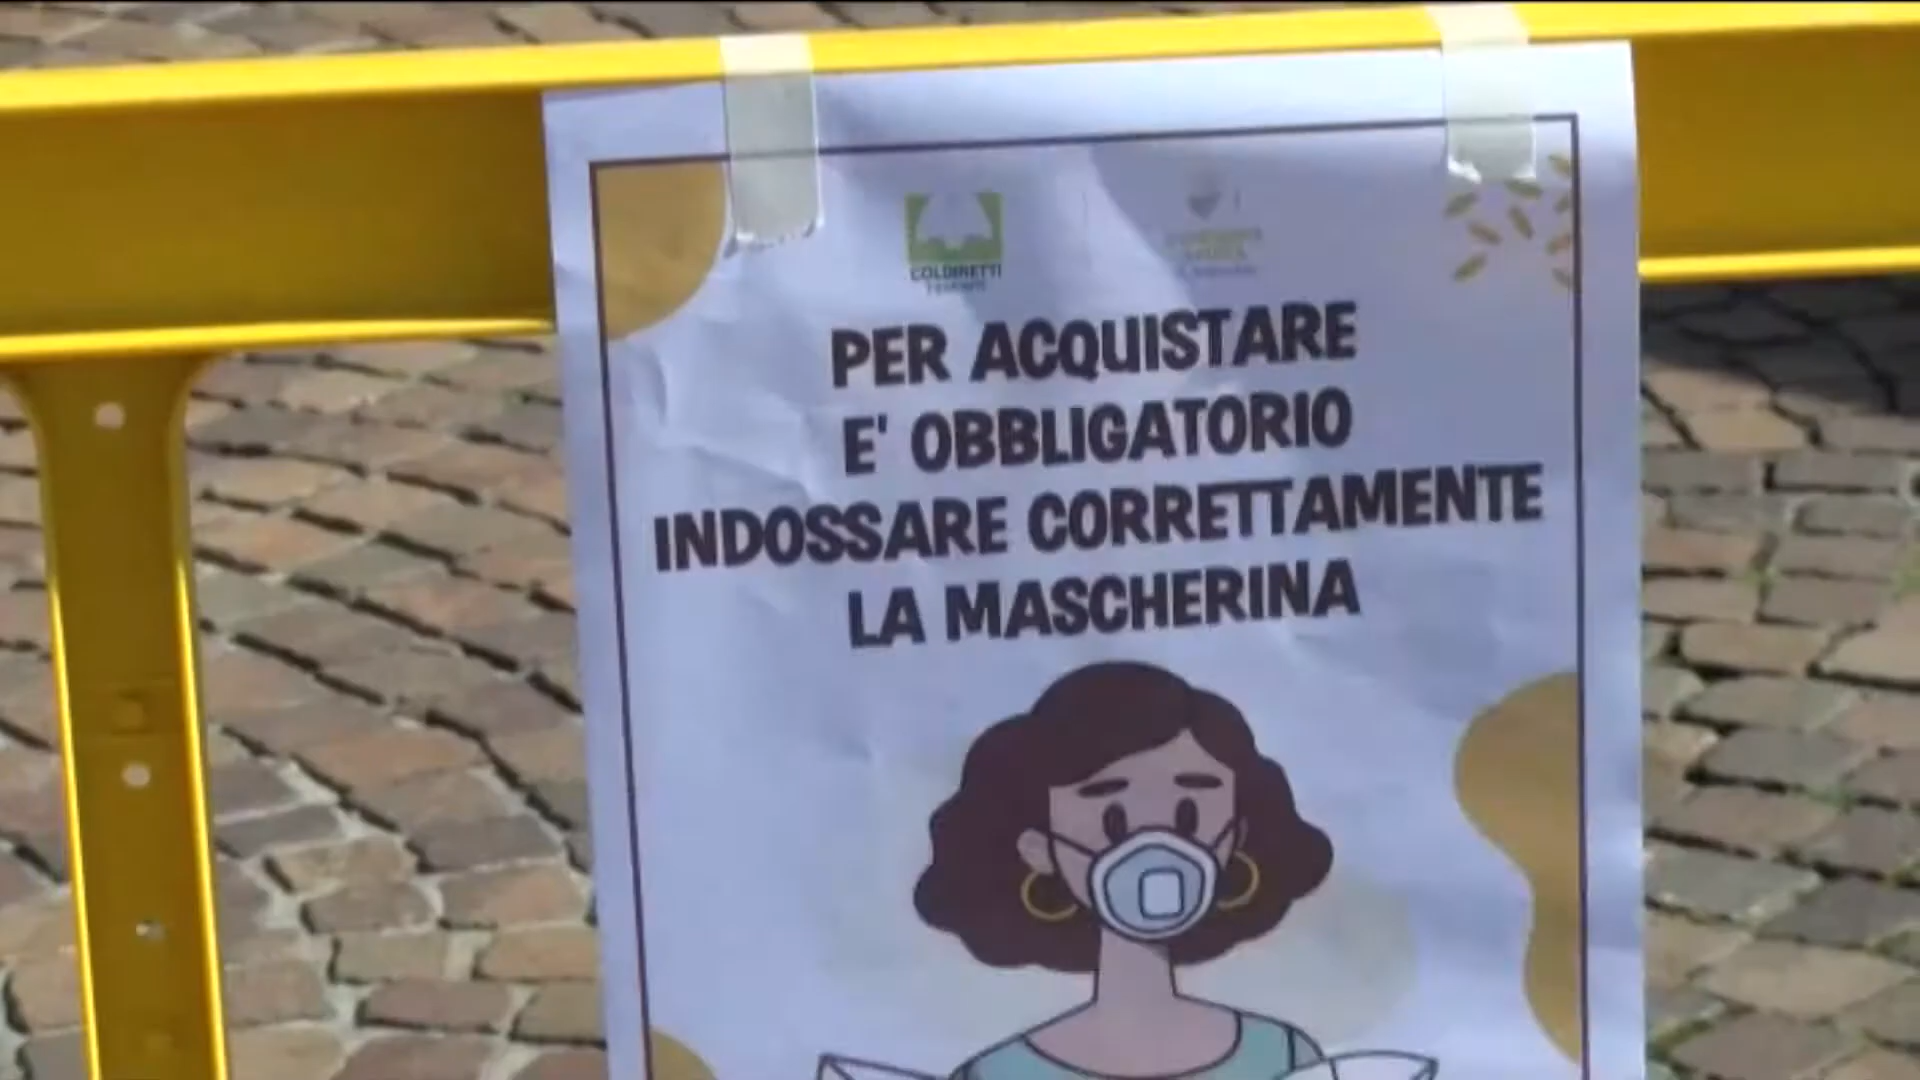 COLDIRETTI
PER ACQUISTARE
E' OBBLIGATORIO
INDOSSARE CORRETTAMENTE
LA MASCHERINA